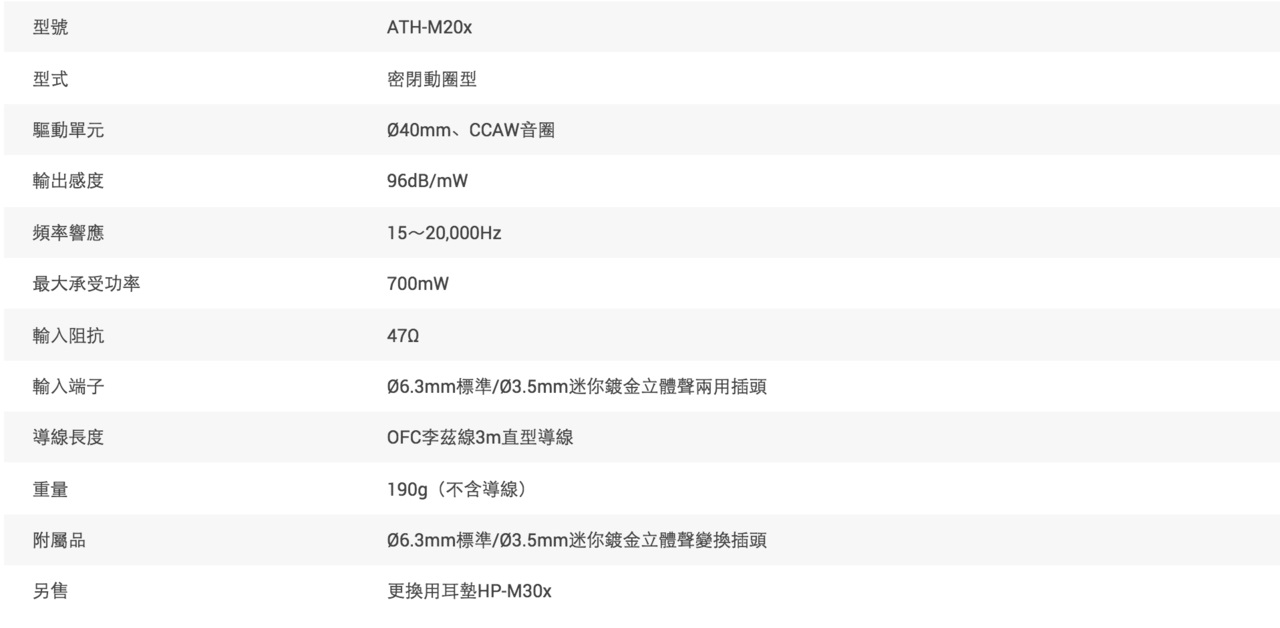 型號 ATH-M20x
型式 密閉動圈型
驅動單元 Ø40mm、CCAW音圈
輸出感度 96dB/mW
頻率響應 15～20,000Hz
最大承受功率 700mW
輸入阻抗 47Ω
輸入端子 Ø6.3mm標準/Ø3.5mm迷你鍍金立體聲兩用插頭
導線長度 OFC李茲線3m直型導線
重量 190g（不含導線）
附屬品 Ø6.3mm標準/Ø3.5mm迷你鍍金立體聲變換插頭
另售 更換用耳墊HP-M30x